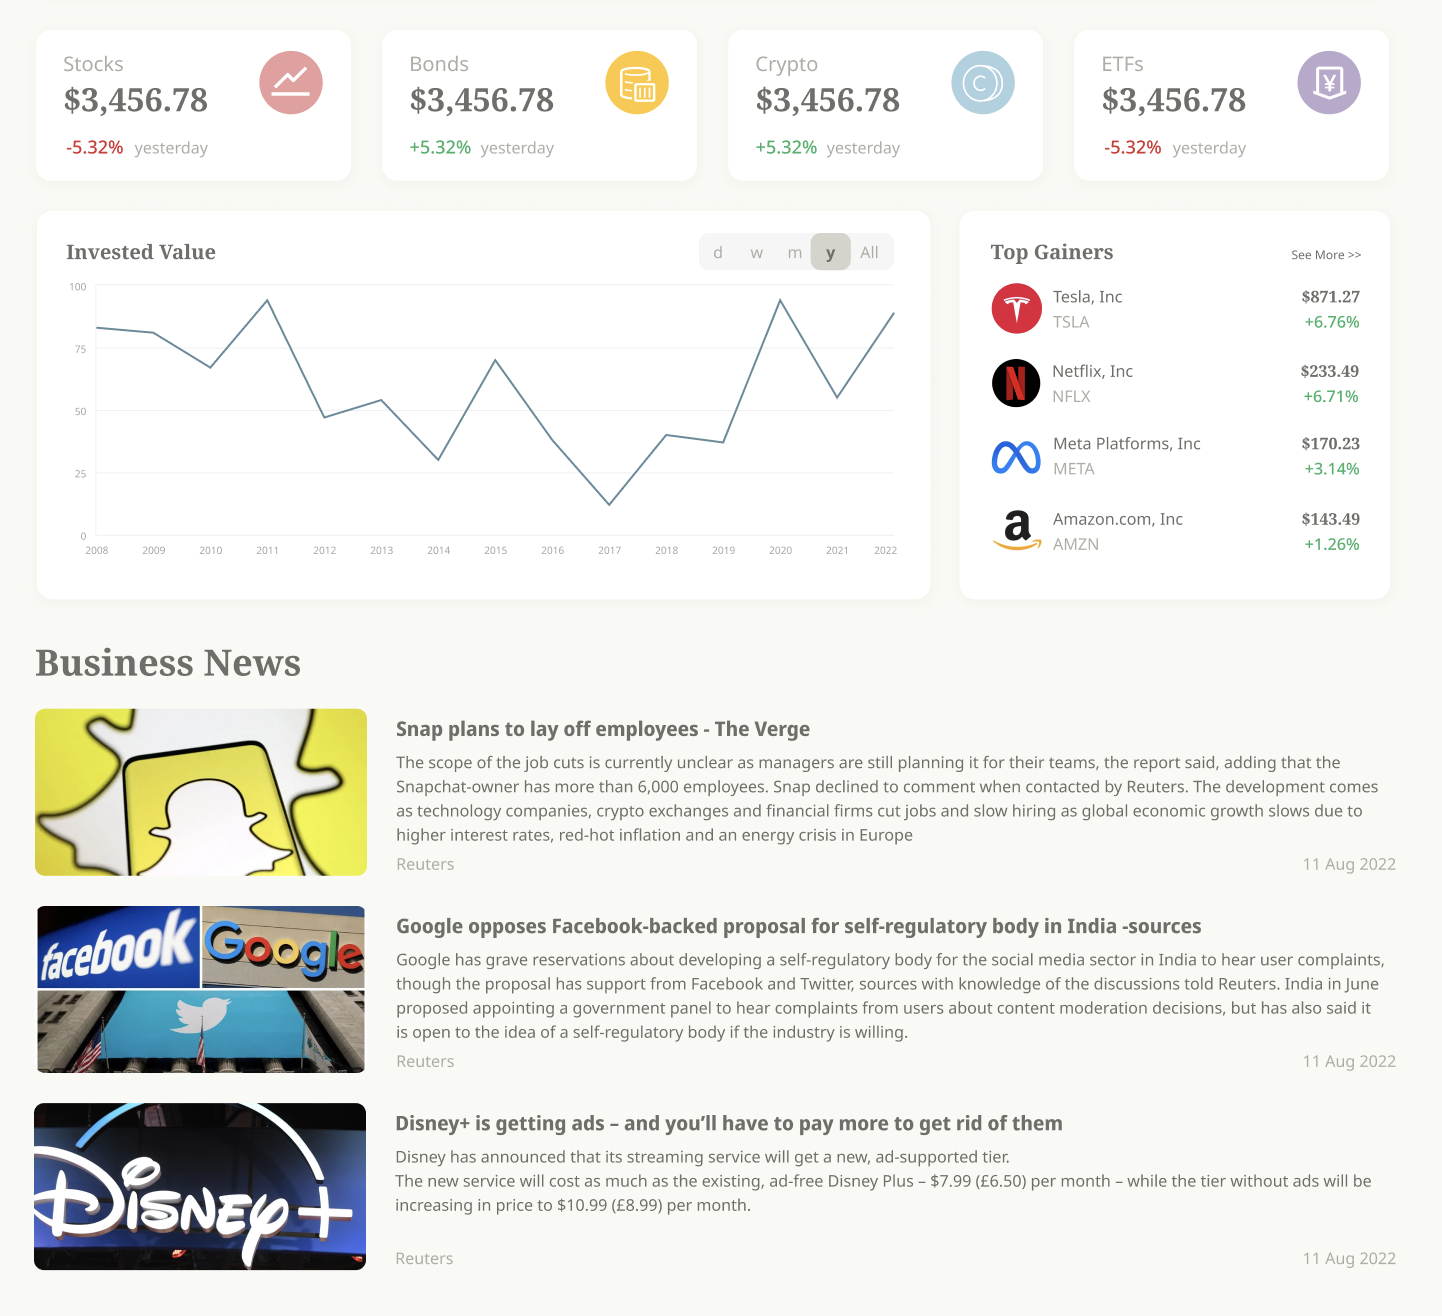 Stocks
$3,456.78
-5.32% yesterday
Bonds
$3,456.78
+5.32% yesterday
Crypto
$3,456.78
+5.32% yesterday
C
ETFs
$3,456.78
-5.32% yesterday
¥
Invested Value
d w m y All
100
75
50
25
0
2008 2009 2010 2011 2012 2013 2014 2015 2016 2017 2018 2019 2020 2021 2022
Top Gainers
See More >>
Tesla, Inc $871.27
TSLA +6.76%
Netflix, Inc $233.49
NFLX +6.71%
Meta Platforms, Inc $170.23
META +3.14%
Amazon.com, Inc $143.49
AMZN +1.26%
Business News
Snap plans to lay off employees - The Verge
The scope of the job cuts is currently unclear as managers are still planning it for their teams, the report said, adding that the
Snapchat-owner has more than 6,000 employees. Snap declined to comment when contacted by Reuters. The development comes
as technology companies, crypto exchanges and financial firms cut jobs and slow hiring as global economic growth slows due to
higher interest rates, red-hot inflation and an energy crisis in Europe
Reuters 11 Aug 2022
facebook Google
Google opposes Facebook-backed proposal for self-regulatory body in India -sources
Google has grave reservations about developing a self-regulatory body for the social media sector in India to hear user complaints,
though the proposal has support from Facebook and Twitter, sources with knowledge of the discussions told Reuters. India in June
proposed appointing a government panel to hear complaints from users about content moderation decisions, but has also said it
is open to the idea of a self-regulatory body if the industry is willing.
Reuters 11 Aug 2022
Disney+
Disney+ is getting ads – and you’ll have to pay more to get rid of them
Disney has announced that its streaming service will get a new, ad-supported tier.
The new service will cost as much as the existing, ad-free Disney Plus – $7.99 (£6.50) per month – while the tier without ads will be
increasing in price to $10.99 (£8.99) per month.
Reuters 11 Aug 2022